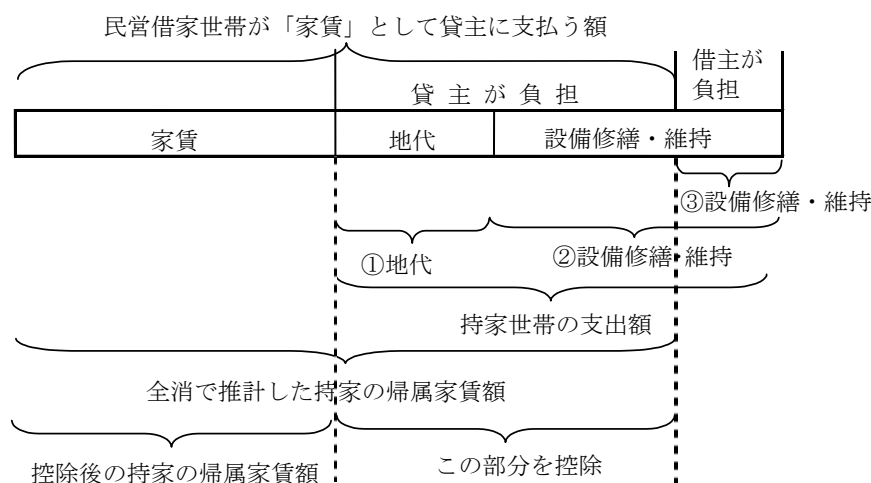 民営借家世帯が「家賃」として貸主に支払う額
借主が
負担
貸主が負担
家賃
地代
設備修繕・維持
③設備修繕・維持
①地代
②設備修繕・維持
持家世帯の支出額
全消で推計した持家の帰属家賃額
控除後の持家の帰属家賃額
この部分を控除